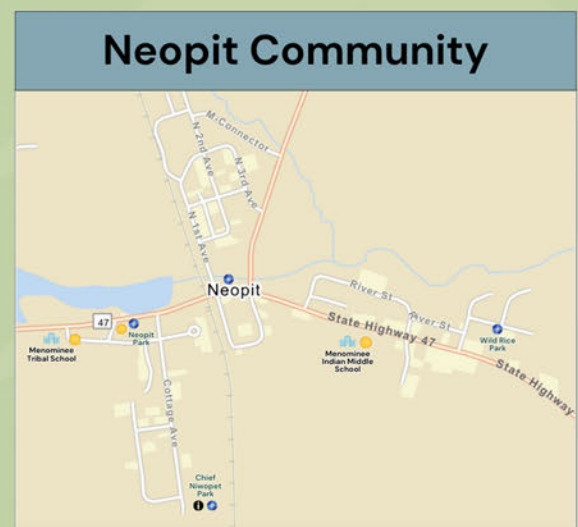 Neopit Community
M Connector
N 2nd Ave
N 3rd Ave
N 1st Ave
Neopit
River St
River St
State Highway 47
State Highway
47
Neopit
Park
Menominee
Tribal School
Menominee
Indian Middle
School
Wild Rice
Park
Cottage Ave
Chief
Niwopet
Park
i